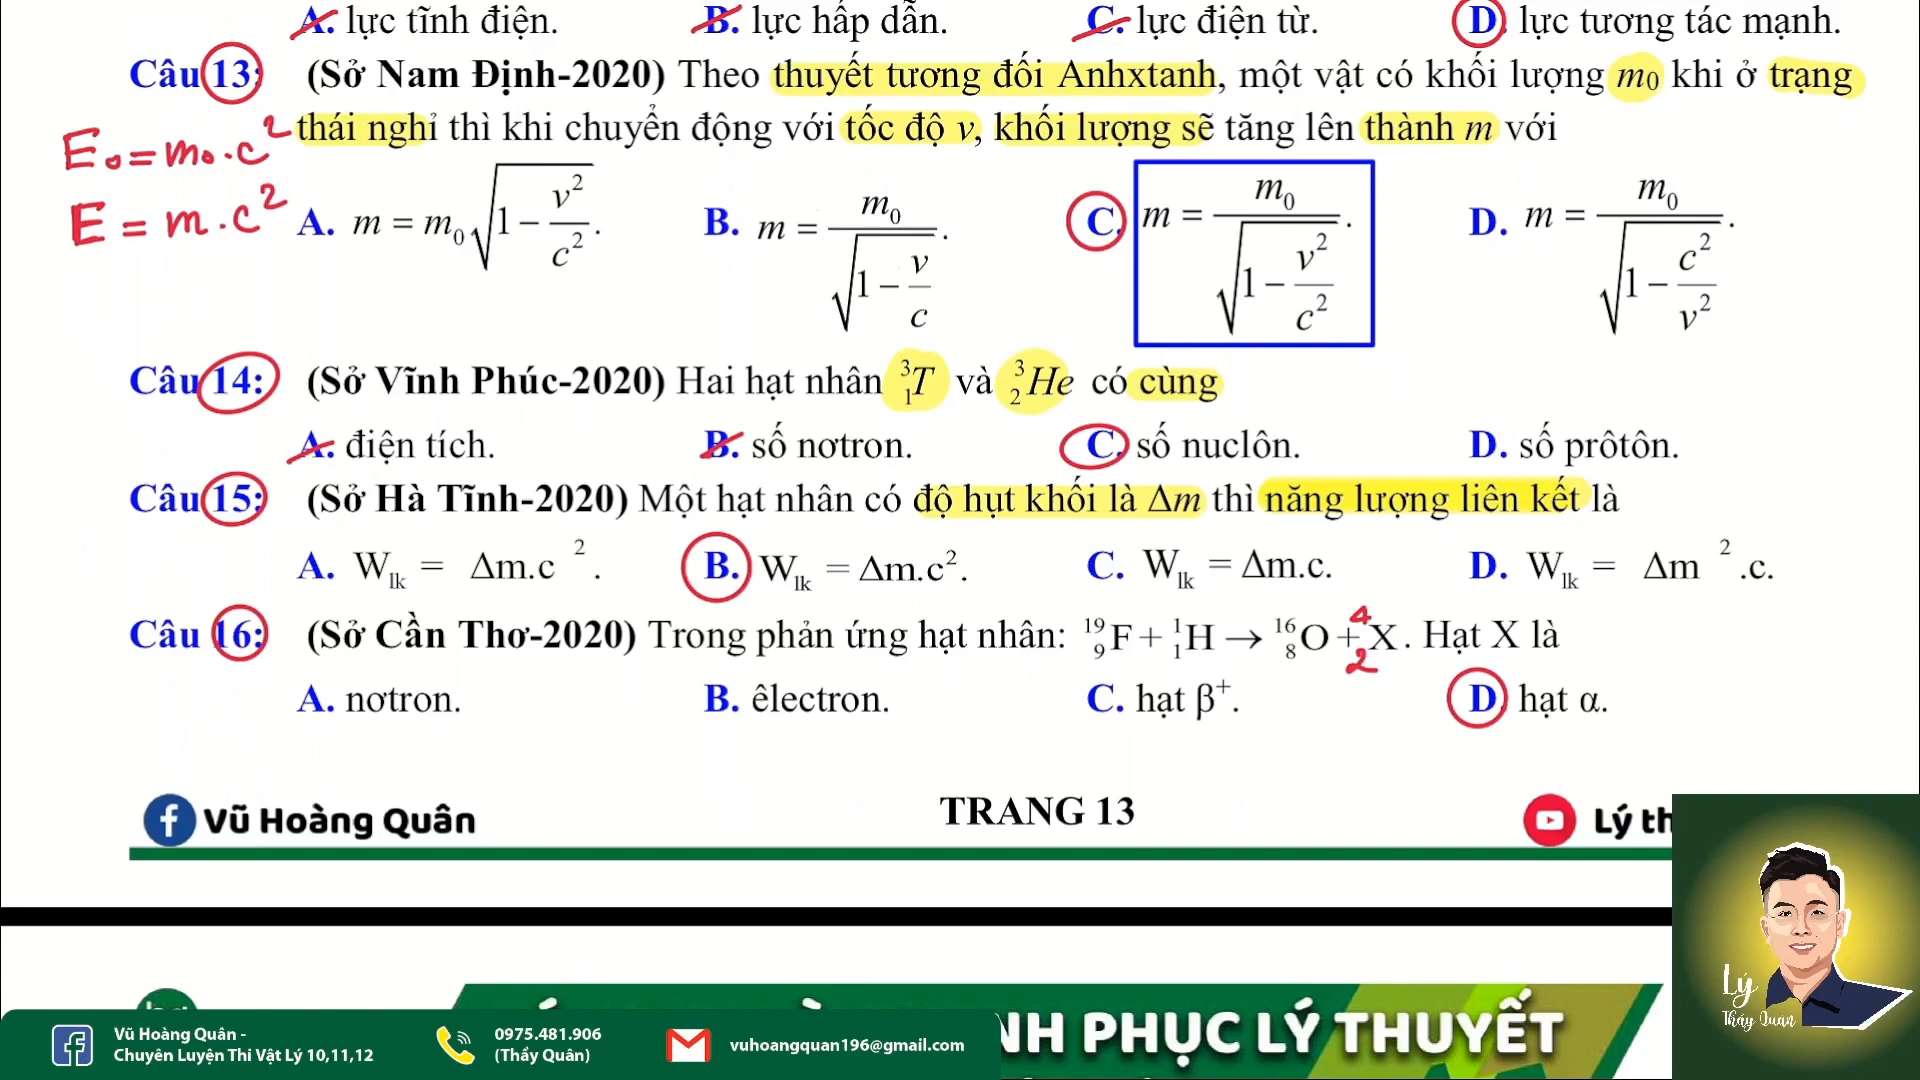 A. lực tĩnh điện. B. lực hấp dẫn. C. lực điện từ. D. lực tương tác mạnh.
Câu 13: (Sở Nam Định-2020) Theo thuyết tương đối Anhxtanh, một vật có khối lượng m₀ khi ở trạng
thái nghỉ thì khi chuyển động với tốc độ v, khối lượng sẽ tăng lên thành m với
E₀ = m₀.c²
E = m.c²
A. m = m₀√(1 − v²/c²). B. m = m₀/√(1 − v/c). C. m = m₀/√(1 − v²/c²). D. m = m₀/√(1 − c²/v²).
Câu 14: (Sở Vĩnh Phúc-2020) Hai hạt nhân ³₁T và ³₂He có cùng
A. điện tích. B. số nơtron. C. số nuclôn. D. số prôtôn.
Câu 15: (Sở Hà Tĩnh-2020) Một hạt nhân có độ hụt khối là Δm thì năng lượng liên kết là
A. Wlk = Δm.c ². B. Wlk = Δm.c². C. Wlk = Δm.c. D. Wlk = Δm ².c.
Câu 16: (Sở Cần Thơ-2020) Trong phản ứng hạt nhân: ¹⁹₉F + ¹₁H → ¹⁶₈O + ⁴₂X. Hạt X là
A. nơtron. B. êlectron. C. hạt β⁺. D. hạt α.
Vũ Hoàng Quân TRANG 13 Lý th
NH PHỤC LÝ THUYẾT
Vũ Hoàng Quân -
Chuyên Luyện Thi Vật Lý 10,11,12
0975.481.906
(Thầy Quân)
vuhoangquan196@gmail.com
Lý
Thầy Quân